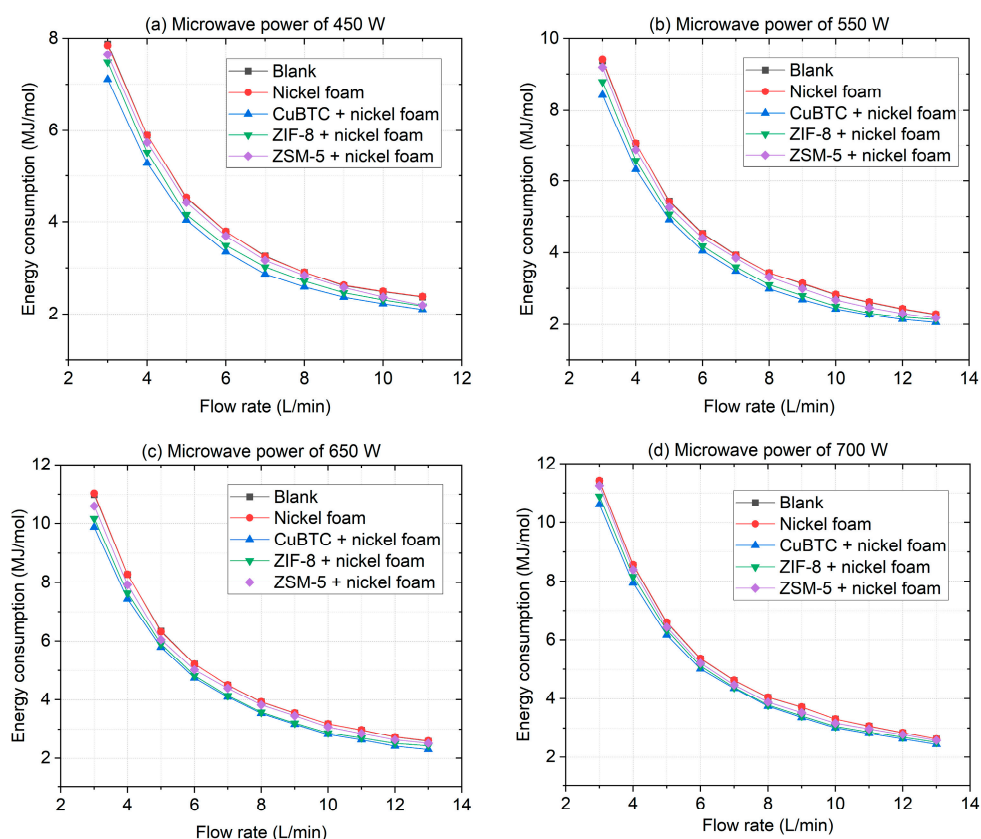 (a) Microwave power of 450 W
8
6
4
2
2
4
6
8
10
12
Energy consumption (MJ/mol)
Flow rate (L/min)
Blank
Nickel foam
CuBTC + nickel foam
ZIF-8 + nickel foam
ZSM-5 + nickel foam
(b) Microwave power of 550 W
10
8
6
4
2
2
4
6
8
10
12
14
Energy consumption (MJ/mol)
Flow rate (L/min)
Blank
Nickel foam
CuBTC + nickel foam
ZIF-8 + nickel foam
ZSM-5 + nickel foam
(c) Microwave power of 650 W
12
10
8
6
4
2
2
4
6
8
10
12
14
Energy consumption (MJ/mol)
Flow rate (L/min)
Blank
Nickel foam
CuBTC + nickel foam
ZIF-8 + nickel foam
ZSM-5 + nickel foam
(d) Microwave power of 700 W
12
10
8
6
4
2
2
4
6
8
10
12
14
Energy consumption (MJ/mol)
Flow rate (L/min)
Blank
Nickel foam
CuBTC + nickel foam
ZIF-8 + nickel foam
ZSM-5 + nickel foam